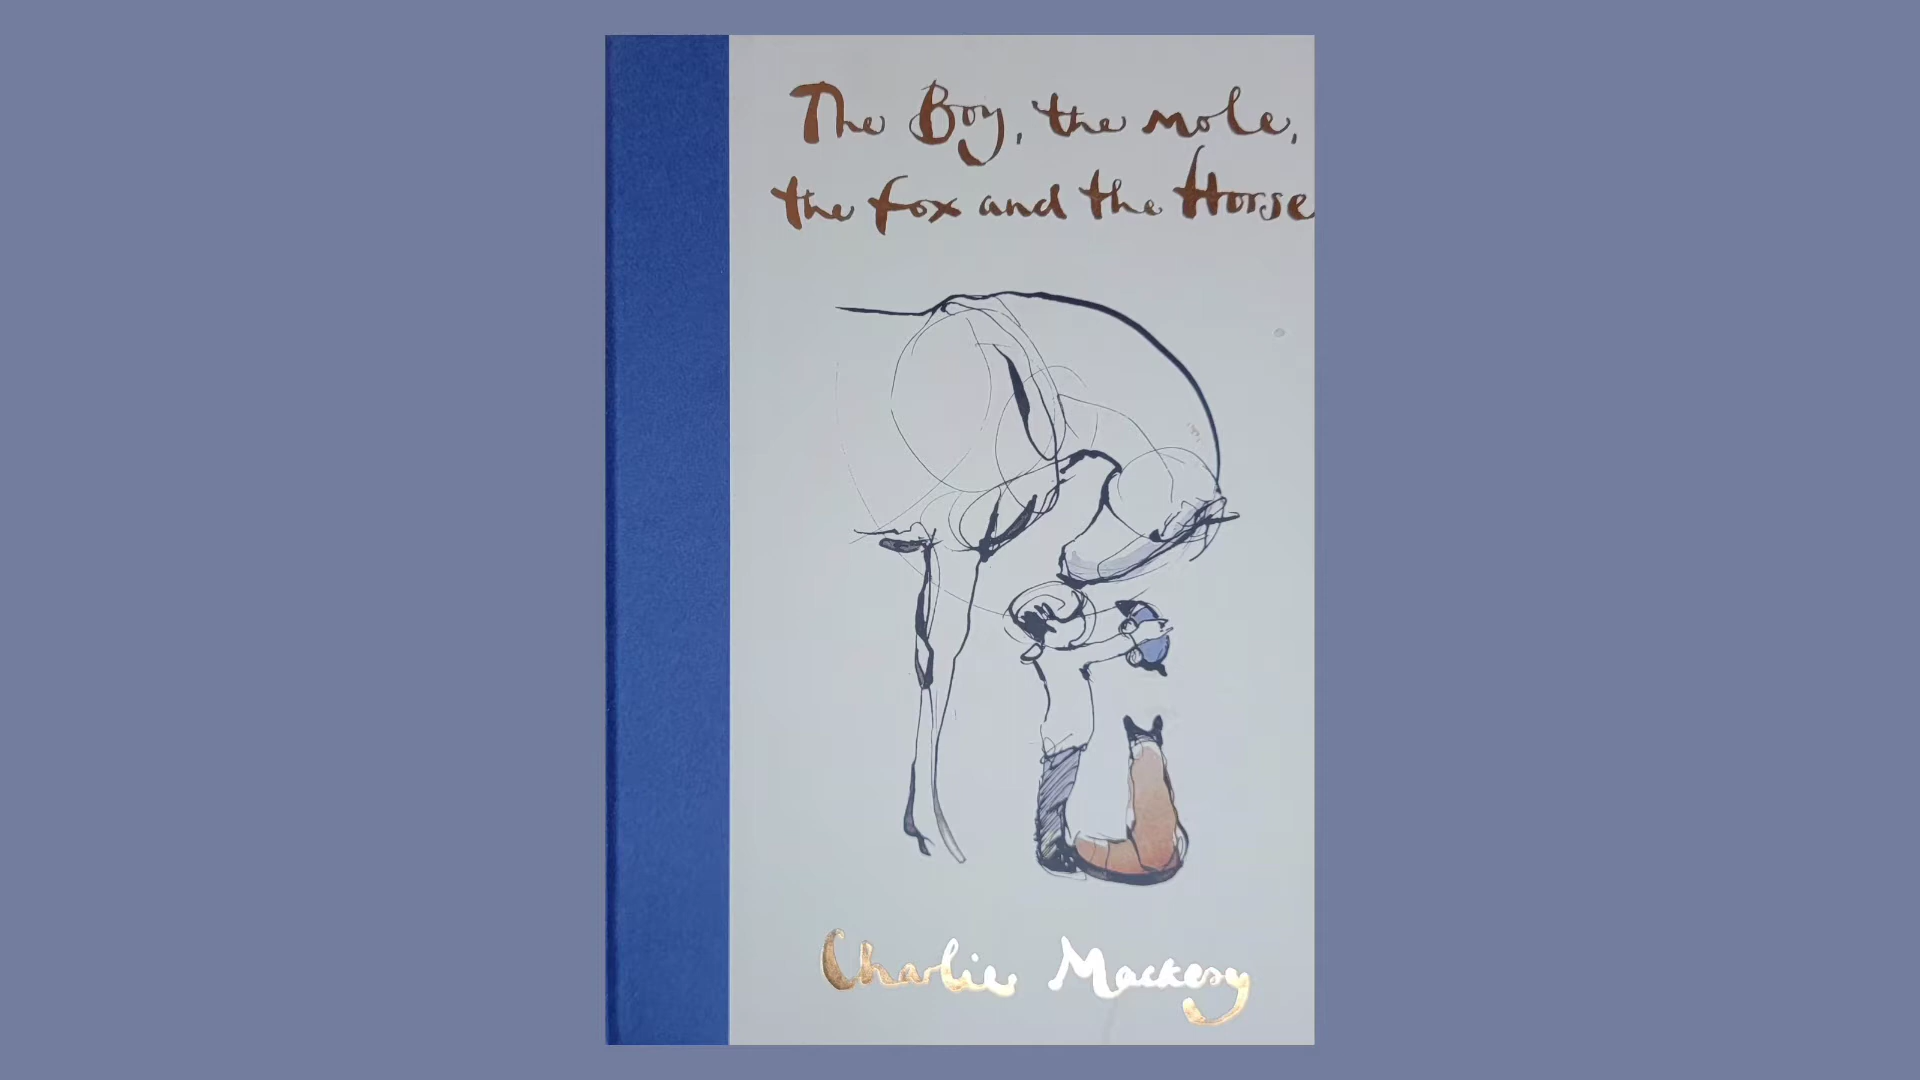 The Boy, the mole,
the fox and the Horse
Charlie Mackesy